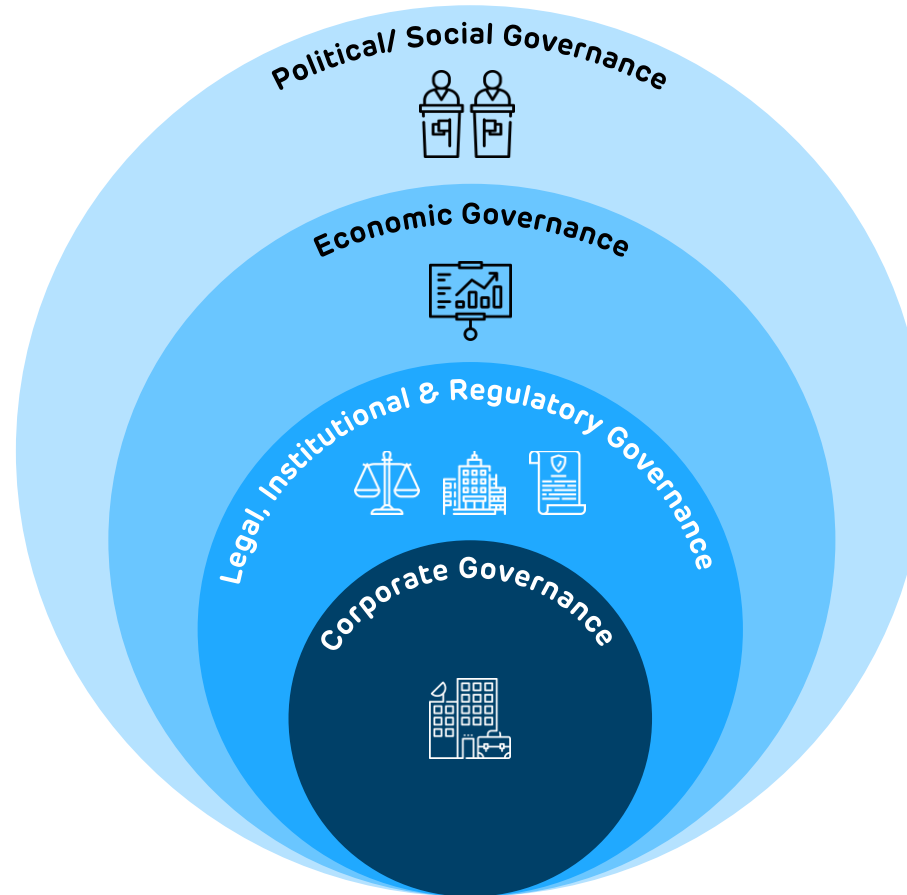 Political/ Social Governance
Economic Governance
Legal, Institutional & Regulatory Governance
Corporate Governance